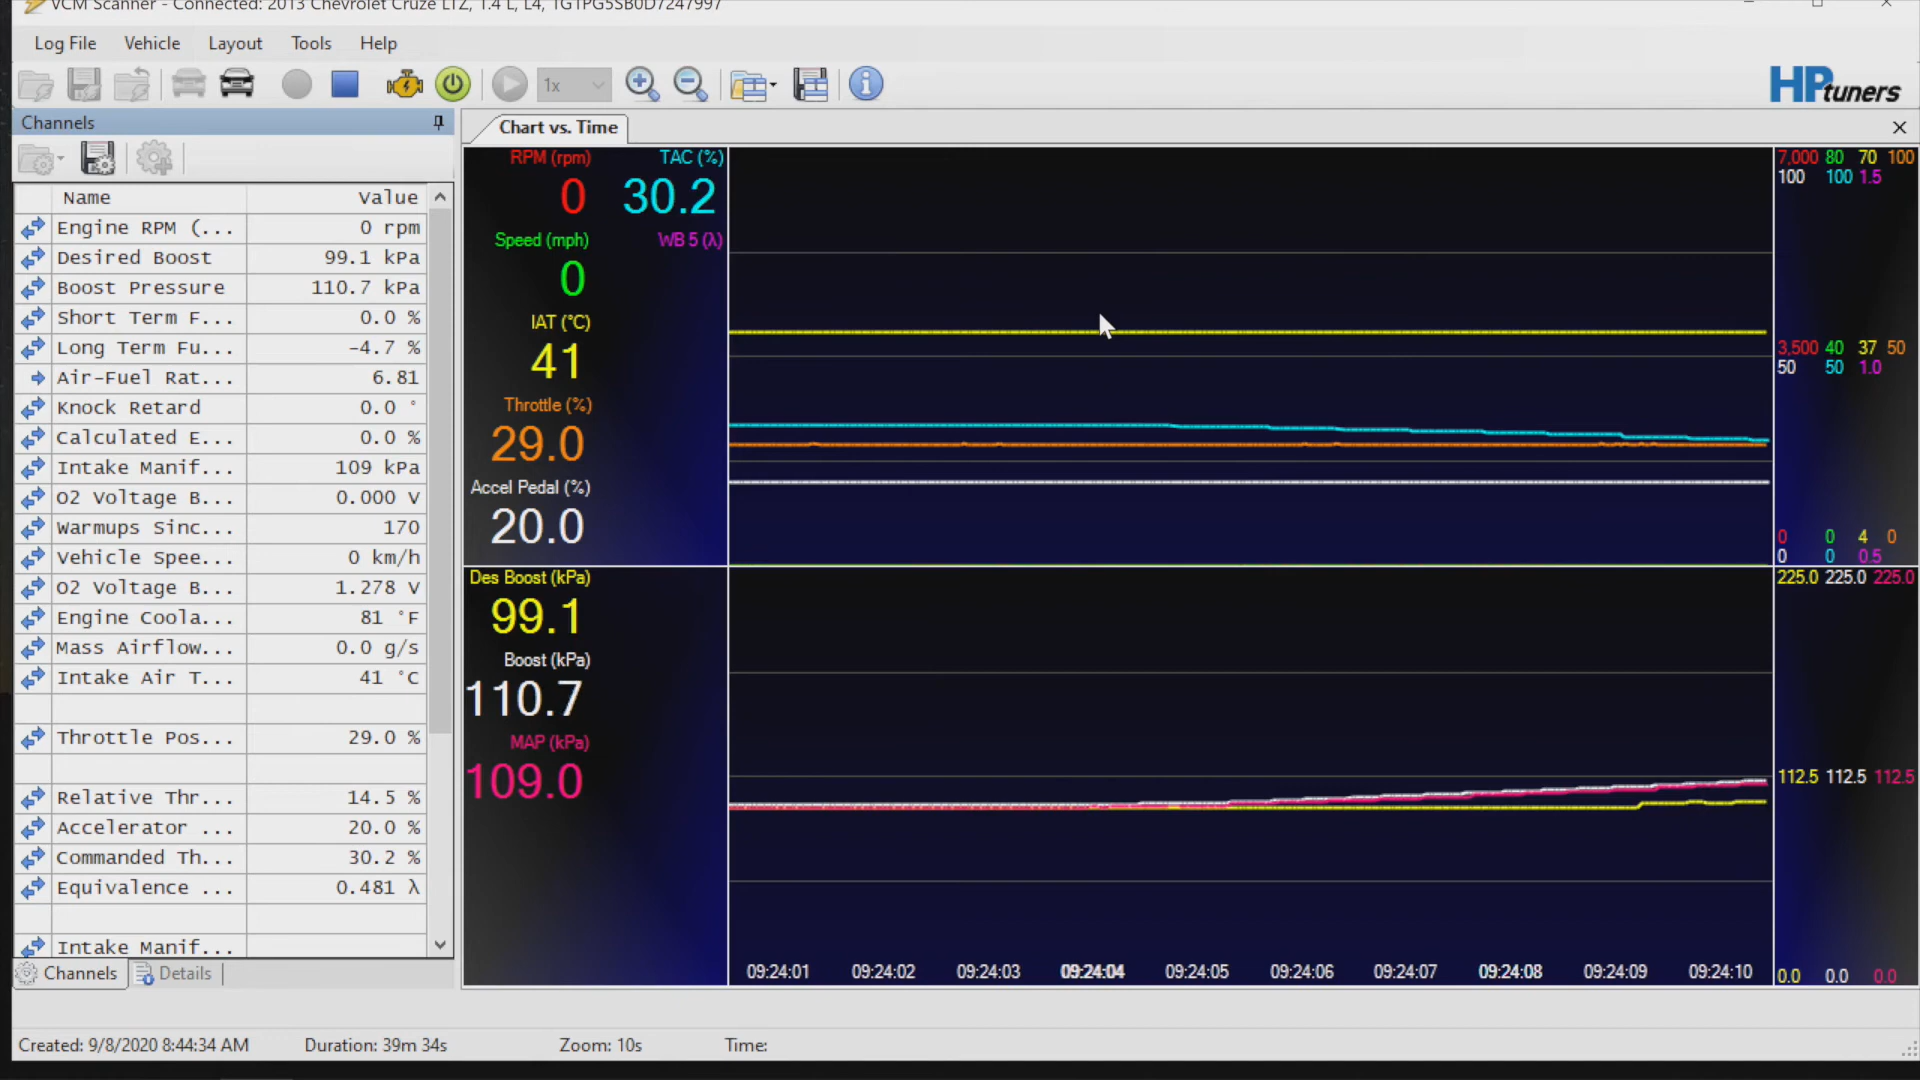 VCM Scanner - Connected: 2013 Chevrolet Cruze LTZ, 1.4 L, L4, 1G1PG5SB0D7247997
Log File Vehicle Layout Tools Help
1x
HPtuners
Channels
Chart vs. Time
Name Value
Engine RPM (... 0 rpm
Desired Boost 99.1 kPa
Boost Pressure 110.7 kPa
Short Term F... 0.0 %
Long Term Fu... -4.7 %
Air-Fuel Rat... 6.81
Knock Retard 0.0 °
Calculated E... 0.0 %
Intake Manif... 109 kPa
O2 Voltage B... 0.000 V
Warmups Sinc... 170
Vehicle Spee... 0 km/h
O2 Voltage B... 1.278 V
Engine Coola... 81 °F
Mass Airflow... 0.0 g/s
Intake Air T... 41 °C
Throttle Pos... 29.0 %
Relative Thr... 14.5 %
Accelerator ... 20.0 %
Commanded Th... 30.2 %
Equivalence ... 0.481 λ
Intake Manif...
Channels Details
RPM (rpm) TAC (%)
0 30.2
Speed (mph) WB 5 (λ)
0
IAT (°C)
41
Throttle (%)
29.0
Accel Pedal (%)
20.0
7,000 80 70 100
100 100 1.5
3,500 40 37 50
50 50 1.0
0 0 4 0
0 0 0.5
Des Boost (kPa)
99.1
Boost (kPa)
110.7
MAP (kPa)
109.0
225.0 225.0 225.0
112.5 112.5 112.5
0.0 0.0 0.0
09:24:01 09:24:02 09:24:03 09:24:04 09:24:05 09:24:06 09:24:07 09:24:08 09:24:09 09:24:10
Created: 9/8/2020 8:44:34 AM Duration: 39m 34s Zoom: 10s Time: